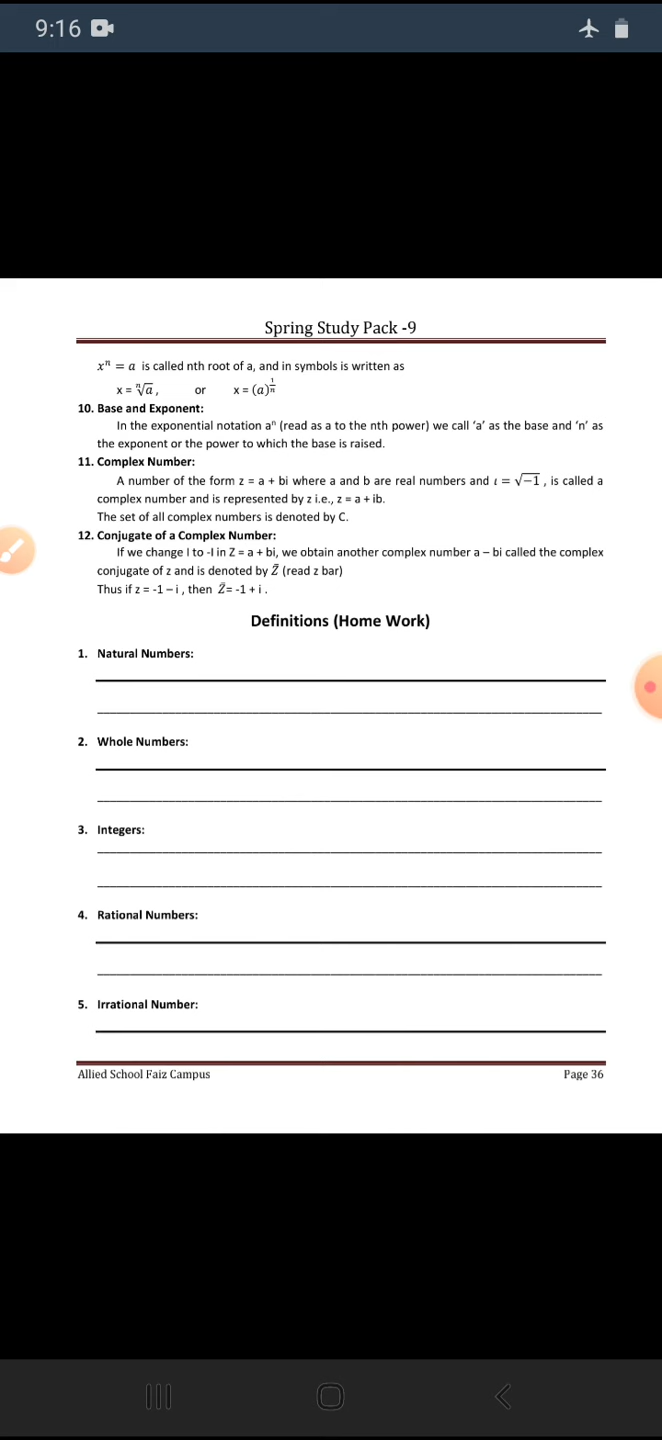 9:16
Spring Study Pack -9
xⁿ = a is called nth root of a, and in symbols is written as
x = ⁿ√a , or x = (a)^(1/n)
10. Base and Exponent:
In the exponential notation aⁿ (read as a to the nth power) we call ‘a’ as the base and ‘n’ as
the exponent or the power to which the base is raised.
11. Complex Number:
A number of the form z = a + bi where a and b are real numbers and ι = √−1 , is called a
complex number and is represented by z i.e., z = a + ib.
The set of all complex numbers is denoted by C.
12. Conjugate of a Complex Number:
If we change I to -I in Z = a + bi, we obtain another complex number a – bi called the complex
conjugate of z and is denoted by Z̄ (read z bar)
Thus if z = -1 – i , then Z̄= -1 + i .
Definitions (Home Work)
1. Natural Numbers:
2. Whole Numbers:
3. Integers:
4. Rational Numbers:
5. Irrational Number:
Allied School Faiz Campus Page 36